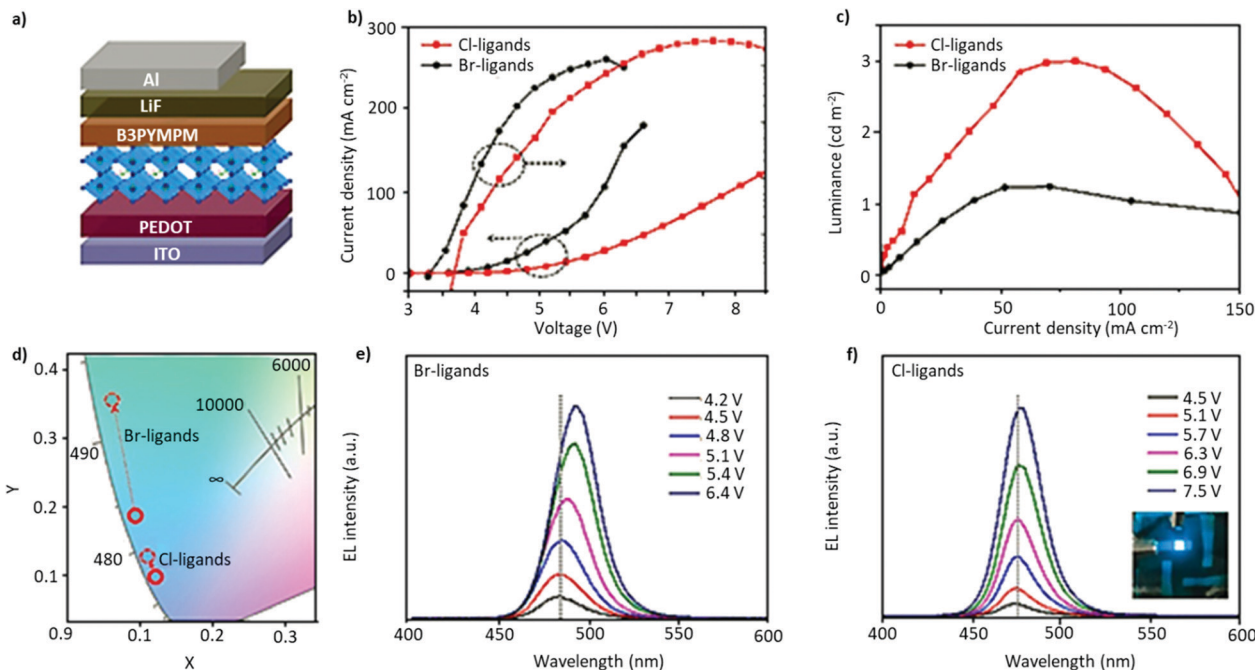 a)
Al
LiF
B3PYMPM
PEDOT
ITO
b)
300
200
100
0
Current density (mA cm⁻²)
Cl-ligands
Br-ligands
3 4 5 6 7 8
Voltage (V)
c)
3
2
1
0
Luminance (cd m⁻²)
Cl-ligands
Br-ligands
0 50 100 150
Current density (mA cm⁻²)
d)
0.4
0.3
0.2
0.1
Y
490
480
Br-ligands
Cl-ligands
∞
10000
6000
0.9 0.1 0.2 0.3
X
e)
Br-ligands
4.2 V
4.5 V
4.8 V
5.1 V
5.4 V
6.4 V
EL intensity (a.u.)
400 450 500 550 600
Wavelength (nm)
f)
Cl-ligands
4.5 V
5.1 V
5.7 V
6.3 V
6.9 V
7.5 V
EL intensity (a.u.)
400 450 500 550 600
Wavelength (nm)